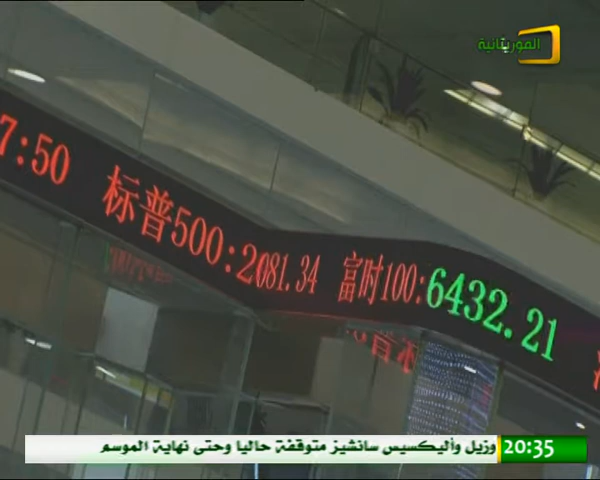 الموريتانية
7:50 标普500:2081.34 富时100:6432.21
وزيل وأليكسيس سانشيز متوقفة حاليا وحتى نهاية الموسم
20:35